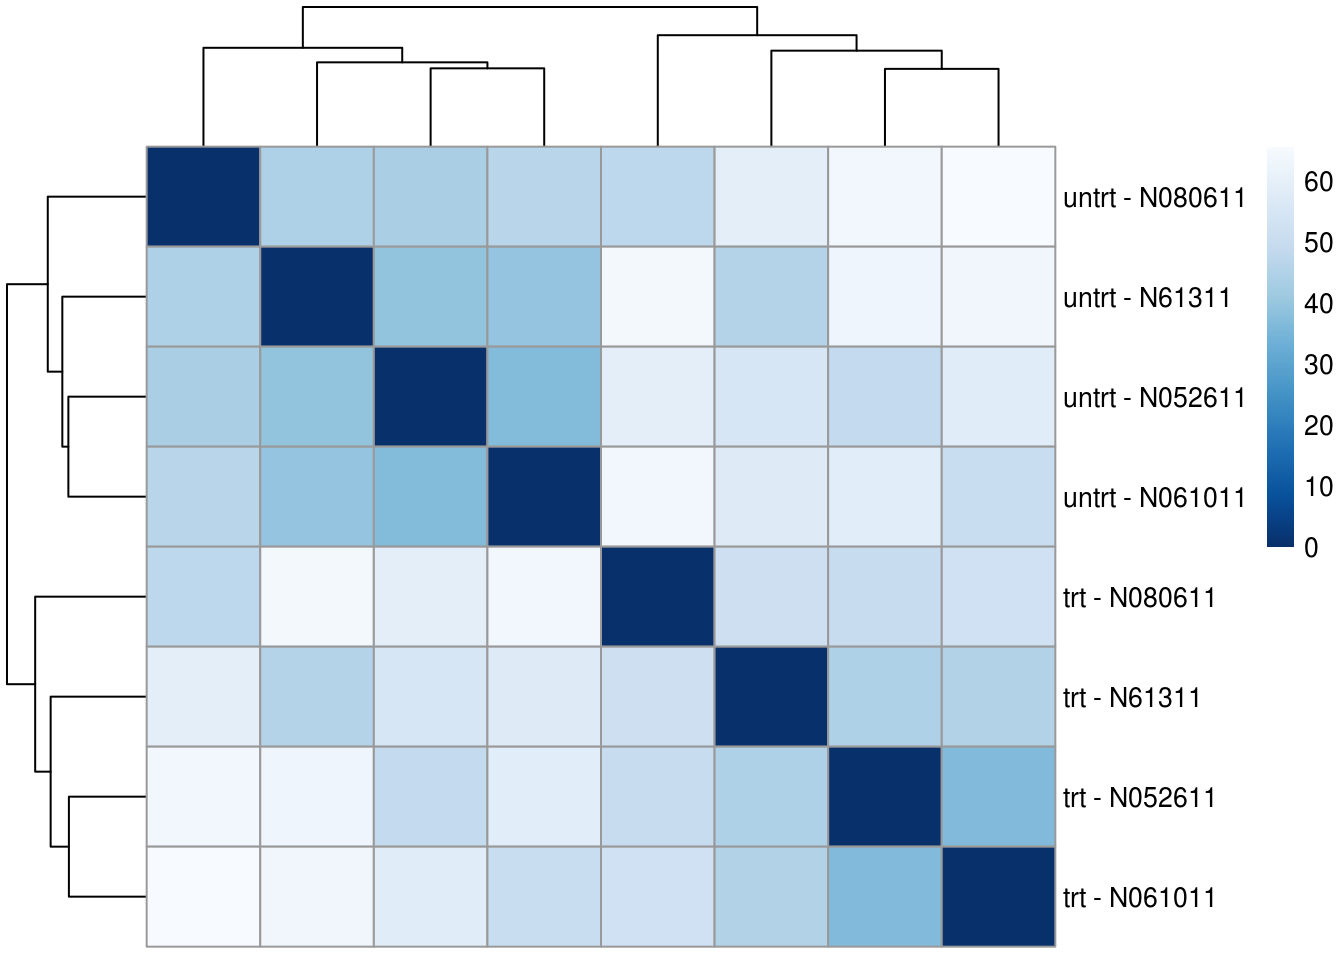 untrt - N080611
untrt - N61311
untrt - N052611
untrt - N061011
trt - N080611
trt - N61311
trt - N052611
trt - N061011
60
50
40
30
20
10
0